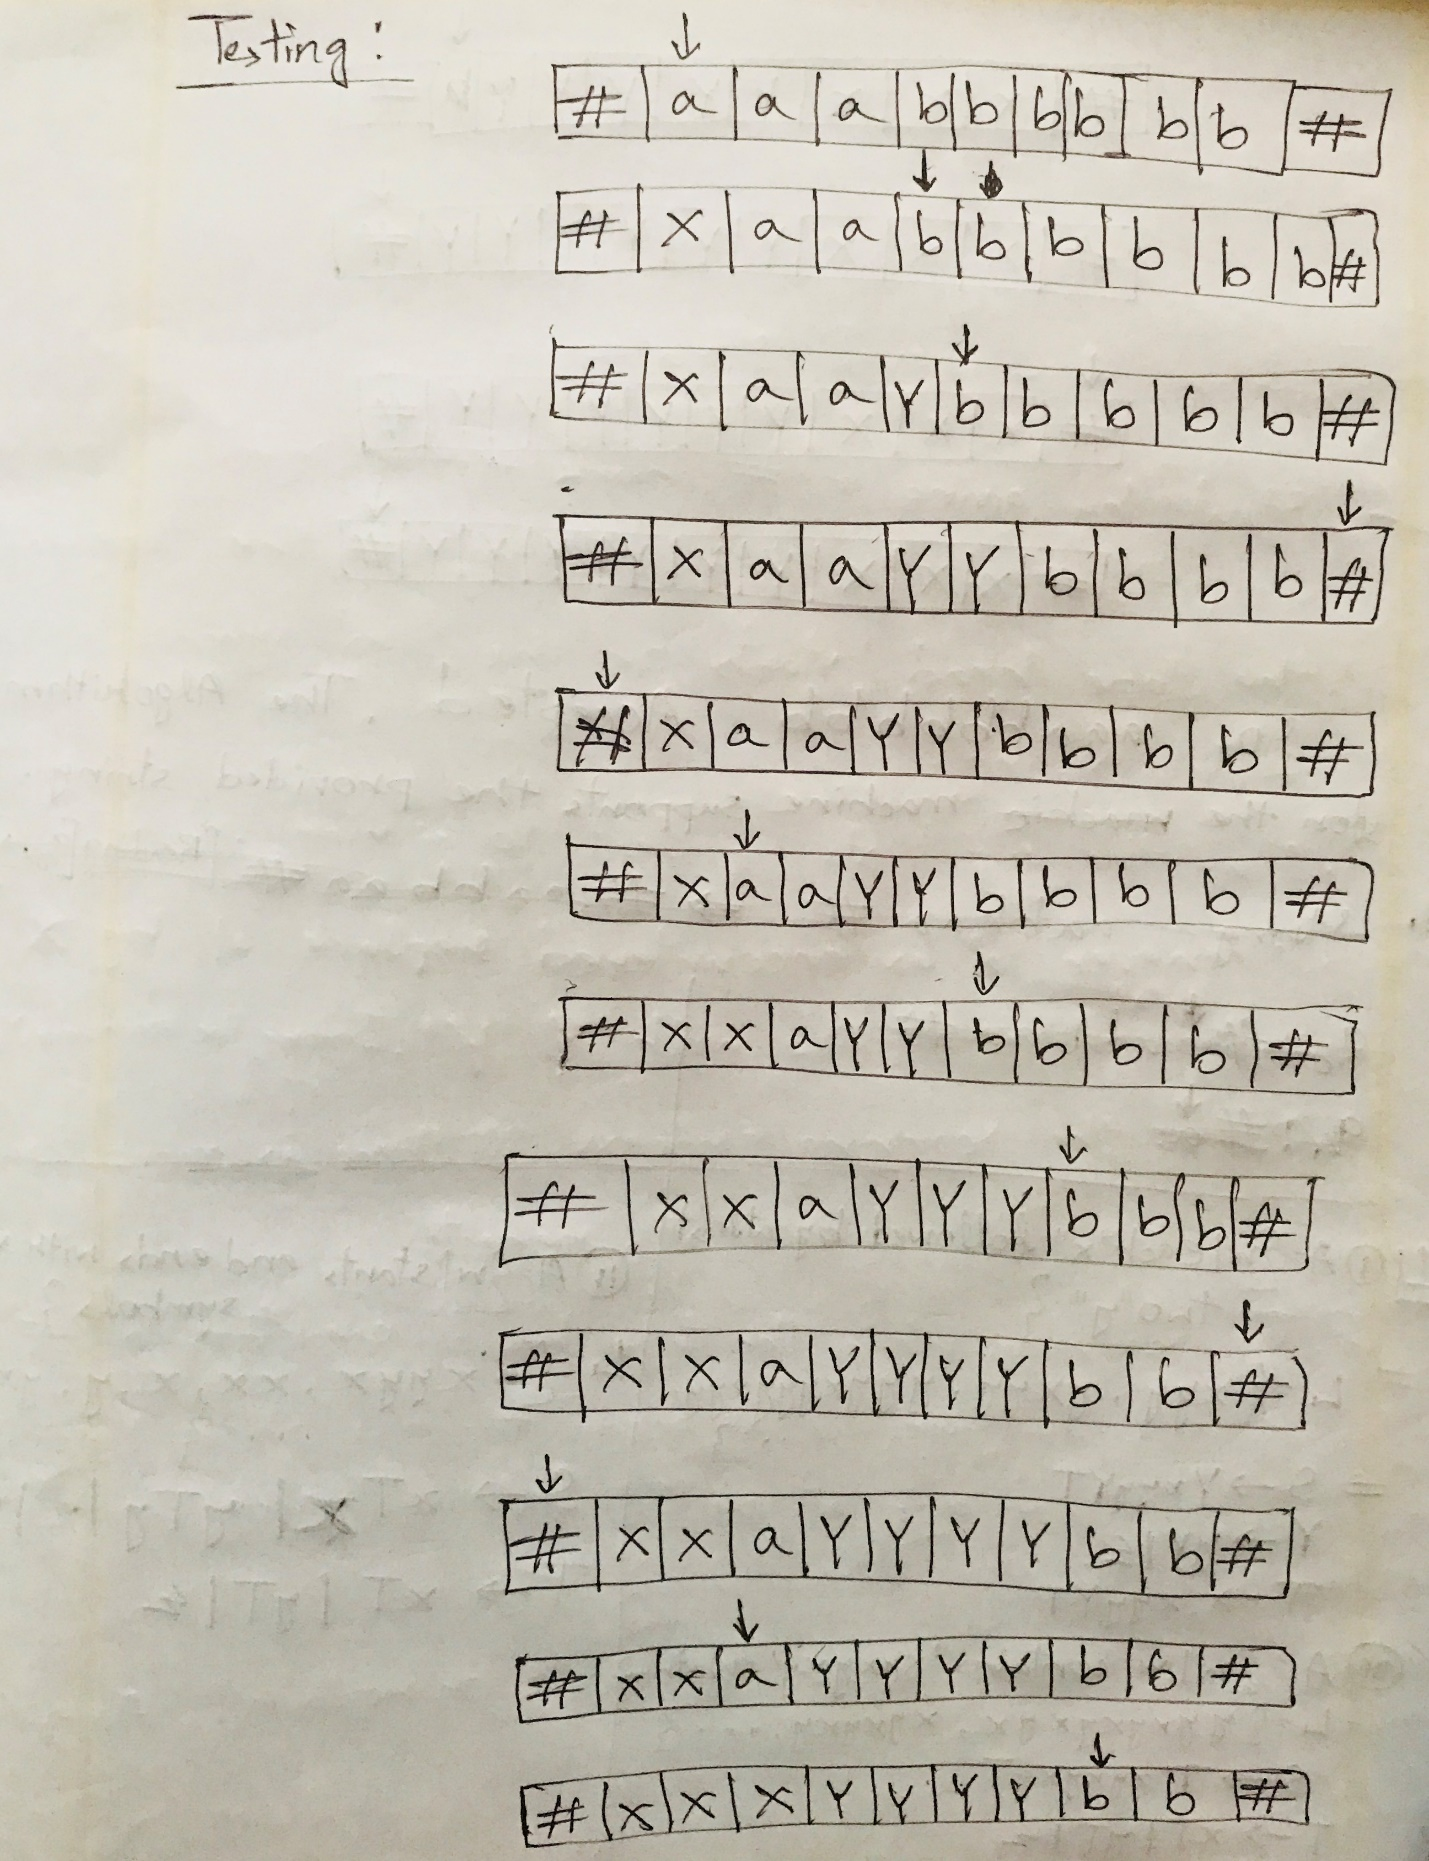 Testing :
↓
# a a a b b b b b b #
↓
# X a a b b b b b b #
↓
# X a a Y b b b b b #
↓
# X a a Y Y b b b b #
↓
# X a a Y Y b b b b #
↓
# X a a Y Y b b b b #
↓
# X X a Y Y b b b b #
↓
# X X a Y Y Y b b b #
↓
# X X a Y Y Y Y b b #
↓
# X X a Y Y Y Y b b #
↓
# X X a Y Y Y Y b b #
↓
# X X X Y Y Y Y b b #